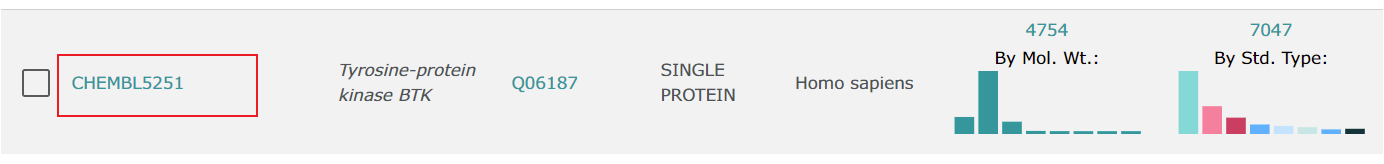 CHEMBL5251
Tyrosine-protein
kinase BTK
Q06187
SINGLE
PROTEIN
Homo sapiens
4754
By Mol. Wt.:
7047
By Std. Type: